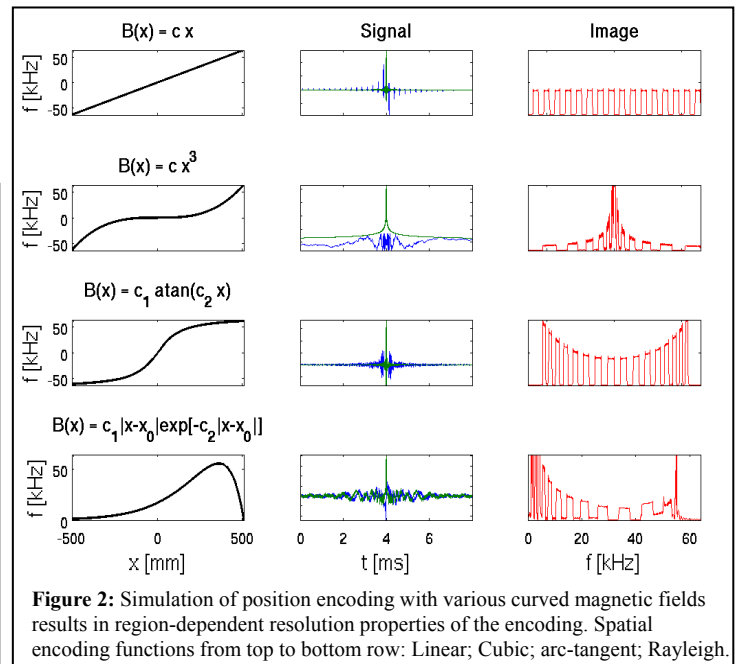 B(x) = c x
Signal
Image
f [kHz]
50
0
-50
B(x) = c x³
f [kHz]
50
0
-50
B(x) = c₁ atan(c₂ x)
f [kHz]
50
0
-50
B(x) = c₁|x-x₀|exp[-c₂|x-x₀|]
f [kHz]
50
0
-500 0 500
x [mm]
0 2 4 6 8
t [ms]
0 20 40 60
f [kHz]
Figure 2: Simulation of position encoding with various curved magnetic fields
results in region-dependent resolution properties of the encoding. Spatial
encoding functions from top to bottom row: Linear; Cubic; arc-tangent; Rayleigh.